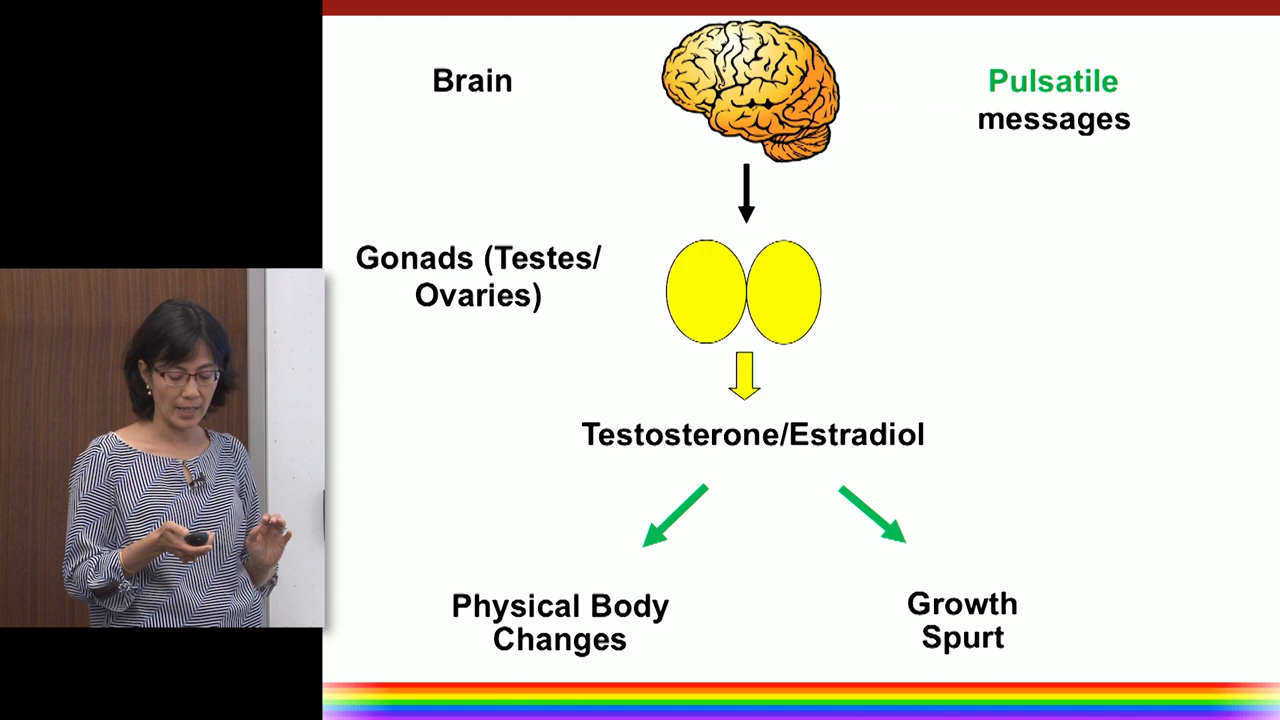 Brain
Pulsatile
messages
Gonads (Testes/
Ovaries)
Testosterone/Estradiol
Physical Body
Changes
Growth
Spurt